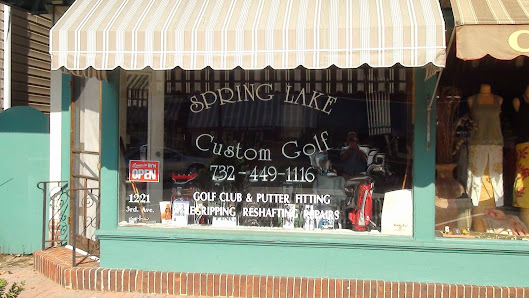 SPRING LAKE
Custom Golf
732-449-1116
OPEN
GOLF CLUB & PUTTER FITTING
REGRIPPING RESHAFTING REPAIRS
1221
3rd. Ave.